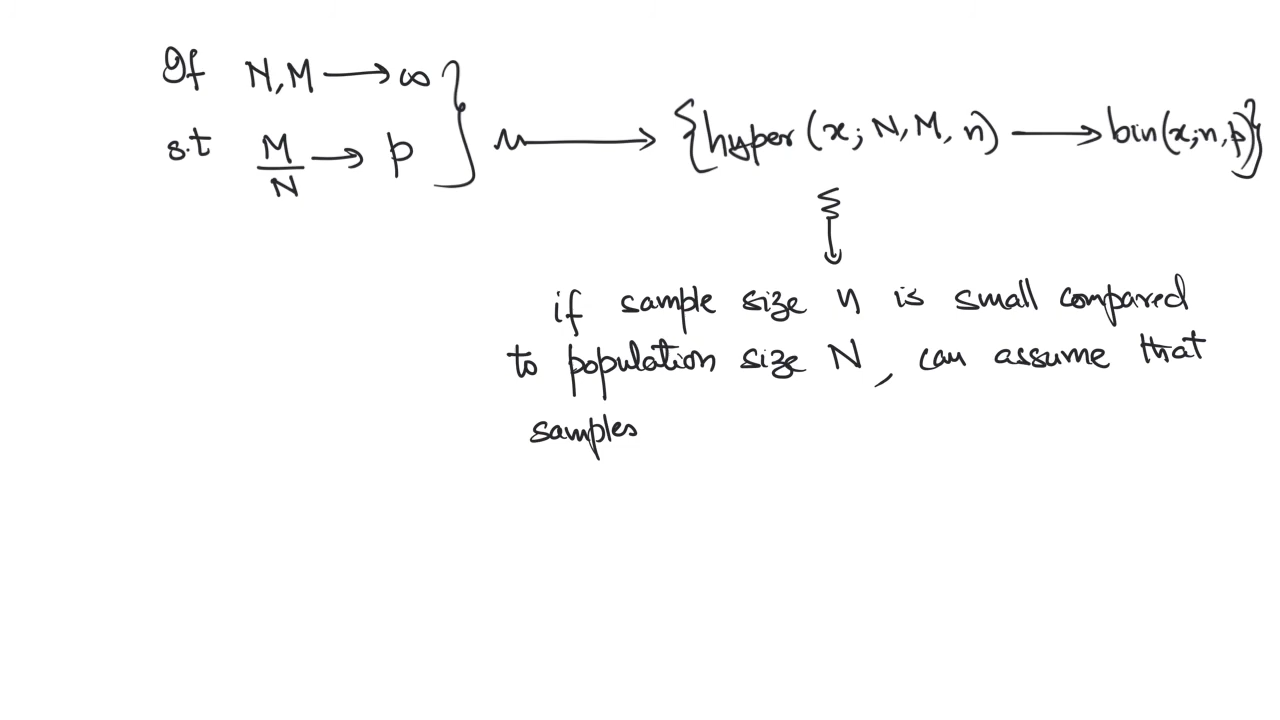 If N, M ⟶ ∞ } ⟶ {hyper (x; N, M, n) ⟶ bin(x; n, p)}
s.t M/N ⟶ p
if sample size n is small compared
to population size N, can assume that
samples